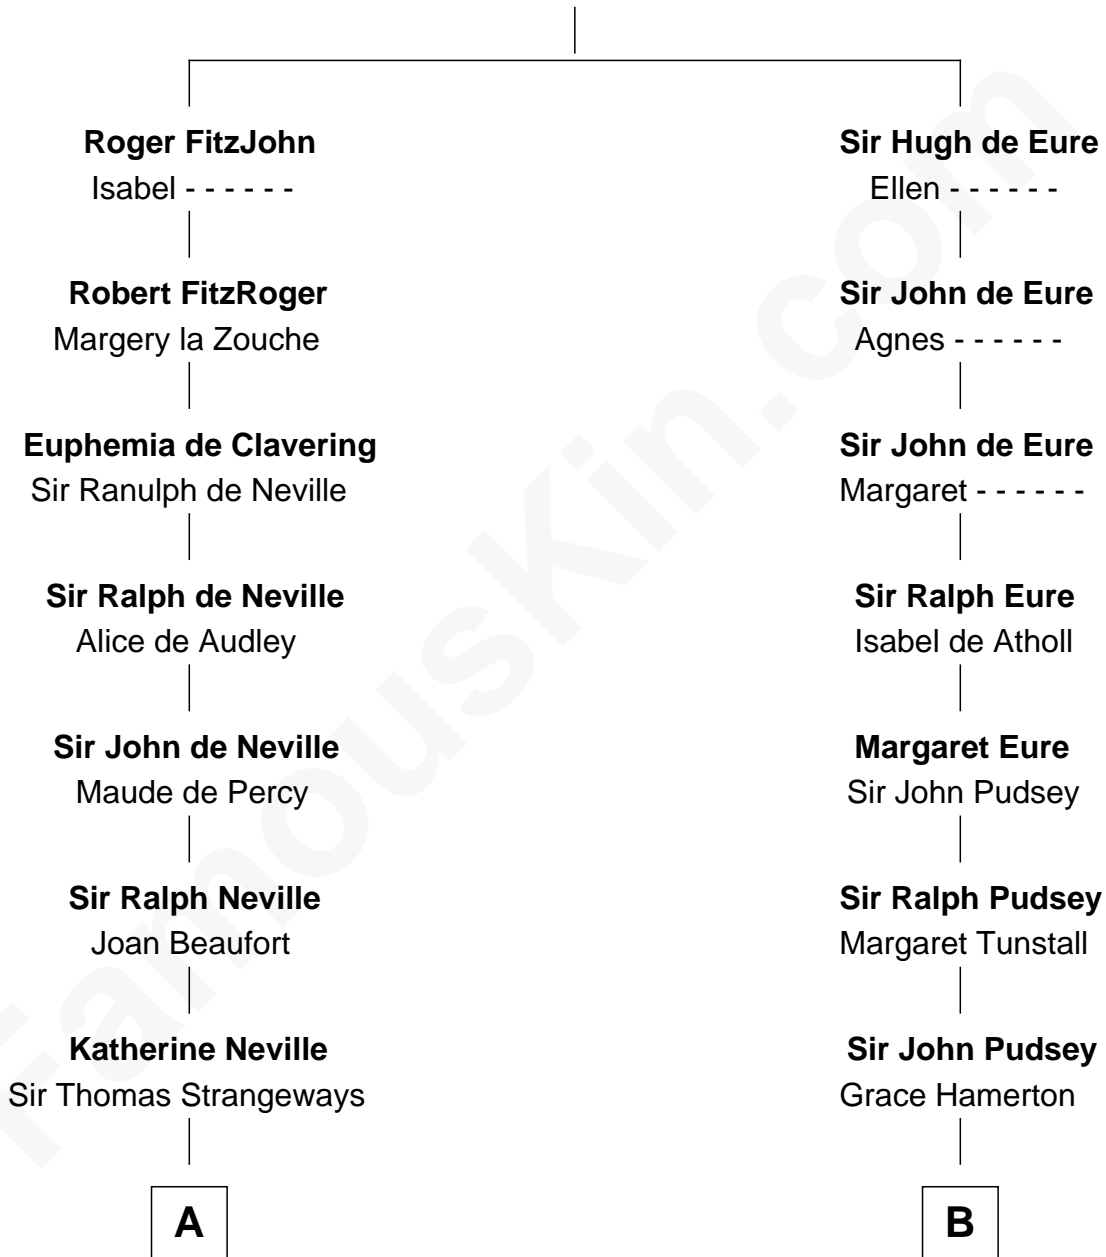 Roger FitzJohn
Isabel - - - - - -
Robert FitzRoger
Margery la Zouche
Euphemia de Clavering
Sir Ranulph de Neville
Sir Ralph de Neville
Alice de Audley
Sir John de Neville
Maude de Percy
Sir Ralph Neville
Joan Beaufort
Katherine Neville
Sir Thomas Strangeways
A
Sir Hugh de Eure
Ellen - - - - - -
Sir John de Eure
Agnes - - - - - -
Sir John de Eure
Margaret - - - - - -
Sir Ralph Eure
Isabel de Atholl
Margaret Eure
Sir John Pudsey
Sir Ralph Pudsey
Margaret Tunstall
Sir John Pudsey
Grace Hamerton
B
FamousKin.com